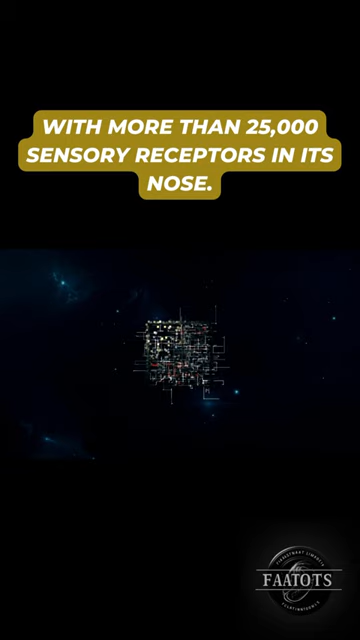 WITH MORE THAN 25,000
SENSORY RECEPTORS IN ITS
NOSE.
FAATOTS